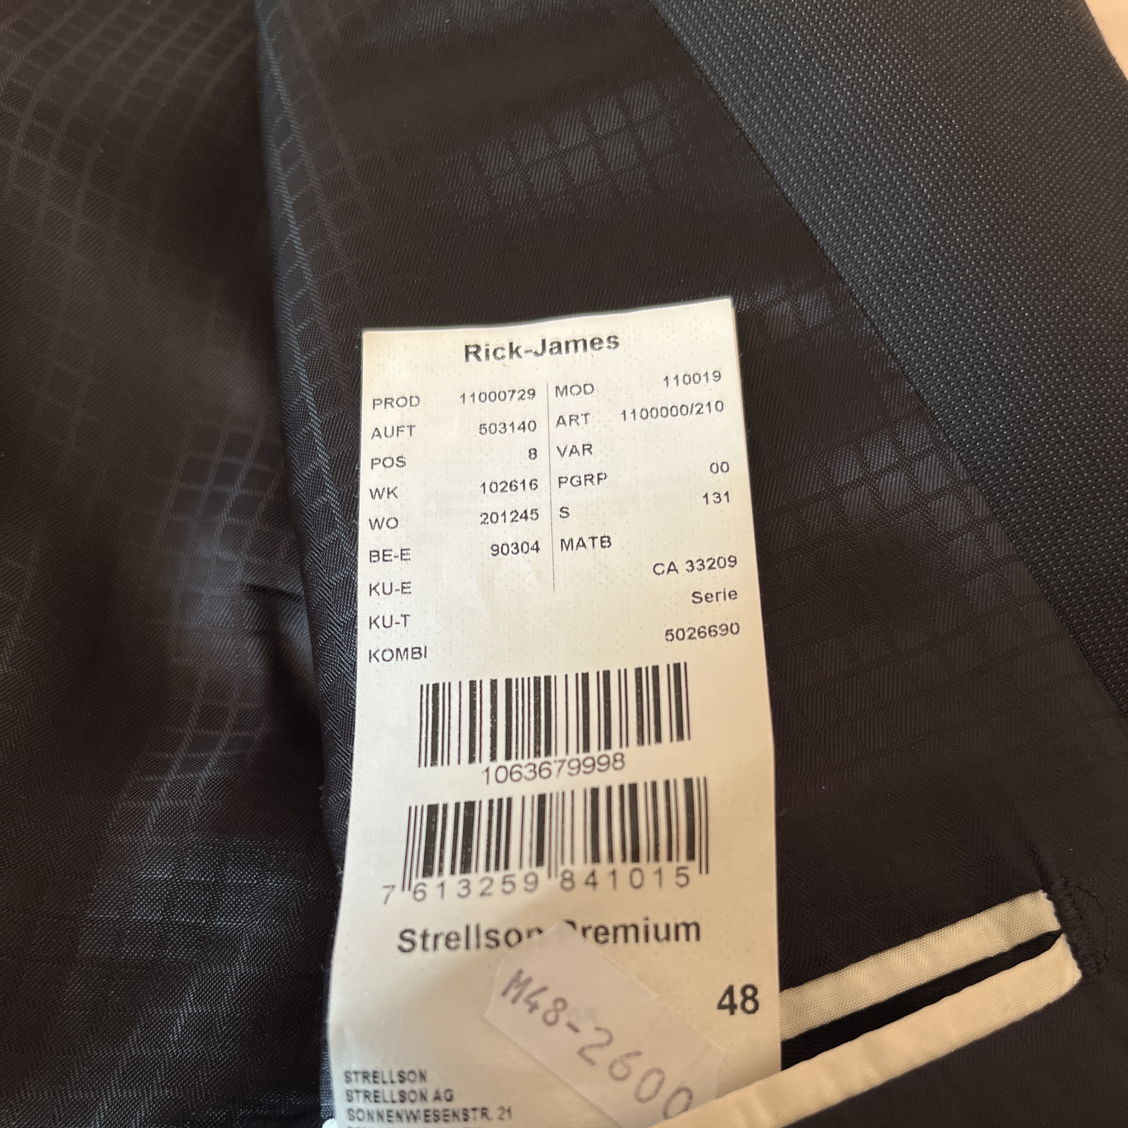 Rick-James
PROD 11000729 MOD 110019
AUFT 503140 ART 1100000/210
POS 8 VAR
WK 102616 PGRP 00
WO 201245 S 131
BE-E 90304 MATB
KU-E CA 33209
KU-T Serie
KOMBI 5026690
1063679998
7 613259 841015
Strellson Premium
48
M48-2600
STRELLSON
STRELLSON AG
SONNENWIESENSTR. 21